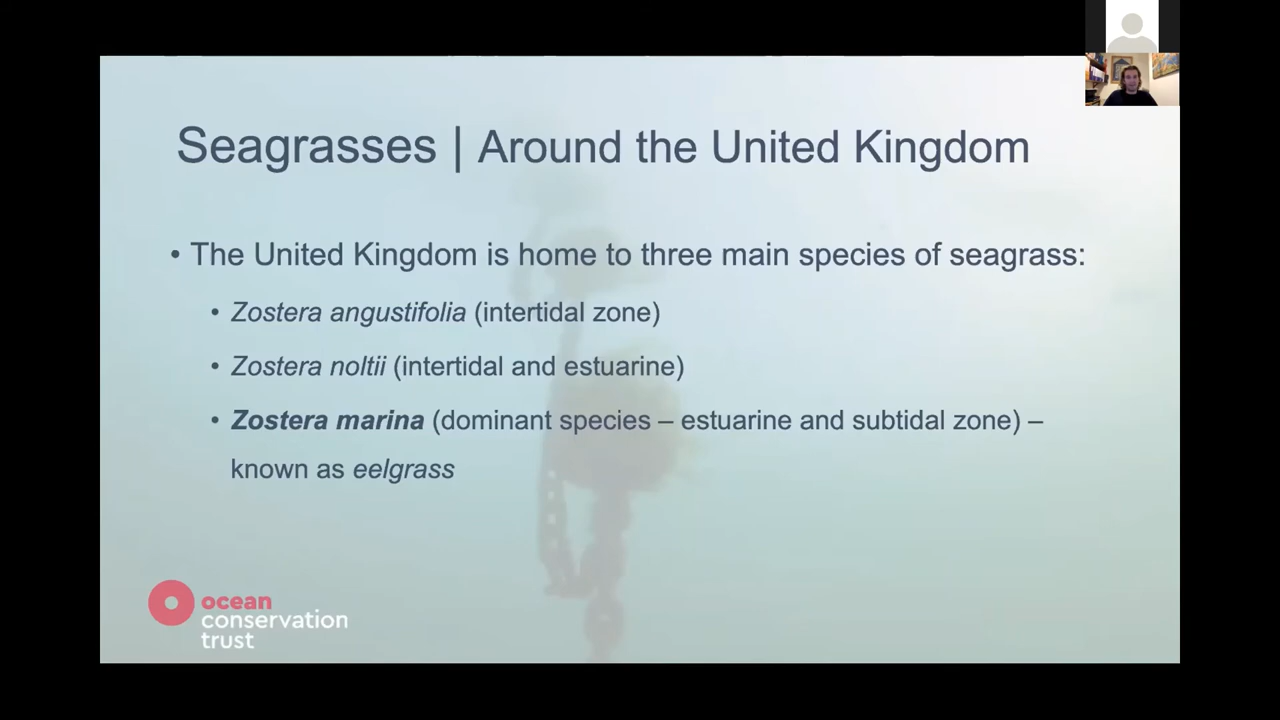 Seagrasses | Around the United Kingdom
• The United Kingdom is home to three main species of seagrass:
• Zostera angustifolia (intertidal zone)
• Zostera noltii (intertidal and estuarine)
• Zostera marina (dominant species – estuarine and subtidal zone) –
known as eelgrass
ocean
conservation
trust